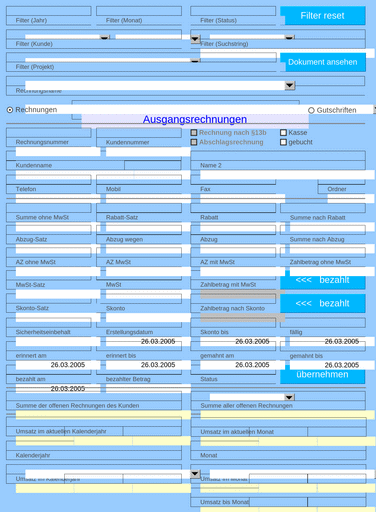 Filter (Jahr) Filter (Monat) Filter (Status) Filter reset
Filter (Kunde) Filter (Suchstring)
Dokument ansehen
Filter (Projekt)
Rechnungsname
Rechnungen Gutschriften
Ausgangsrechnungen
Rechnung nach §13b Kasse
Rechnungsnummer Kundennummer Abschlagsrechnung gebucht
Kundenname Name 2
Telefon Mobil Fax Ordner
Summe ohne MwSt Rabatt-Satz Rabatt Summe nach Rabatt
Abzug-Satz Abzug wegen Abzug Summe nach Abzug
AZ ohne MwSt AZ MwSt AZ mit MwSt Zahlbetrag ohne MwSt
MwSt-Satz MwSt Zahlbetrag mit MwSt <<< bezahlt
Skonto-Satz Skonto Zahlbetrag nach Skonto <<< bezahlt
Sicherheitseinbehalt Erstellungsdatum Skonto bis fällig
26.03.2005 26.03.2005 26.03.2005
erinnert am erinnert bis gemahnt am gemahnt bis
26.03.2005 26.03.2005 26.03.2005 26.03.2005
bezahlt am bezahlter Betrag Status übernehmen
26.03.2005
Summe der offenen Rechnungen des Kunden Summe aller offenen Rechnungen
Umsatz im aktuellen Kalenderjahr Umsatz im aktuellen Monat
Kalenderjahr Monat
Umsatz im Kalenderjahr Umsatz im Monat
Umsatz bis Monat